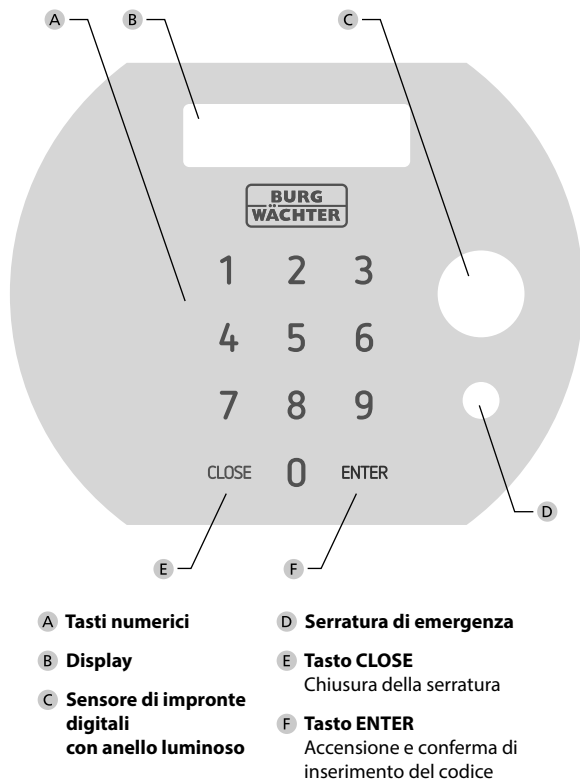 A B C
BURG
WÄCHTER
1 2 3
4 5 6
7 8 9
CLOSE 0 ENTER
D
E F
A Tasti numerici
B Display
C Sensore di impronte
digitali
con anello luminoso
D Serratura di emergenza
E Tasto CLOSE
Chiusura della serratura
F Tasto ENTER
Accensione e conferma di
inserimento del codice